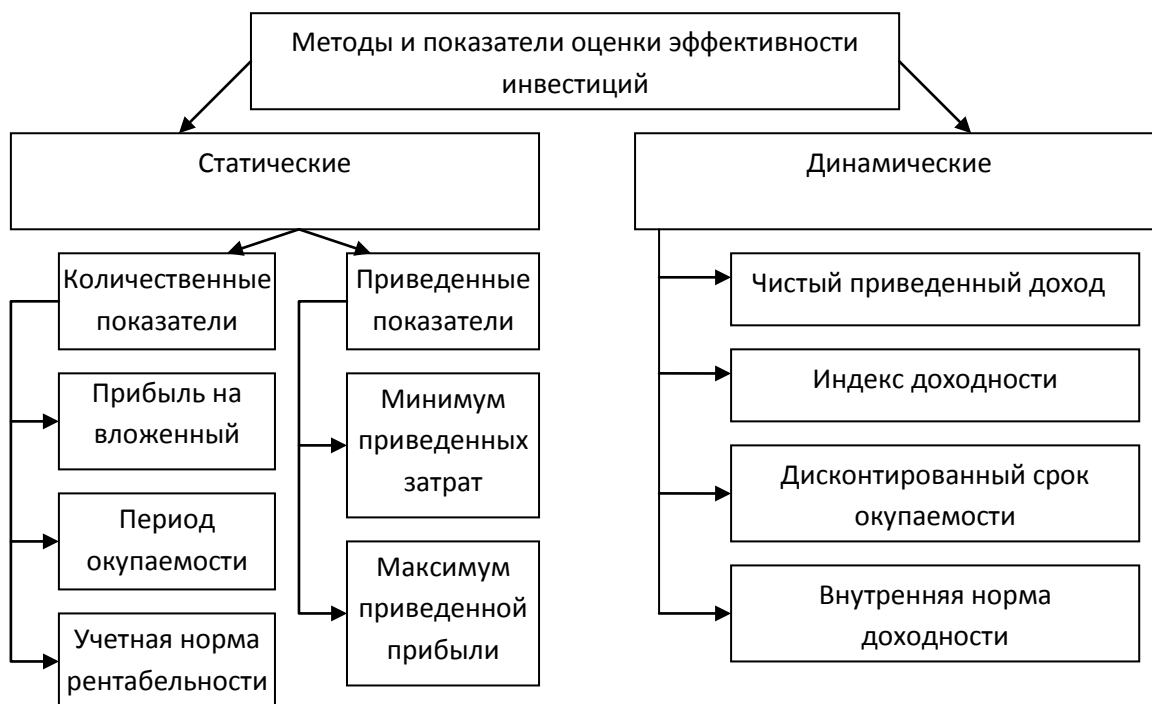 Методы и показатели оценки эффективности
инвестиций
Статические
Динамические
Количественные
показатели
Прибыль на
вложенный
Период
окупаемости
Учетная норма
рентабельности
Приведенные
показатели
Минимум
приведенных
затрат
Максимум
приведенной
прибыли
Чистый приведенный доход
Индекс доходности
Дисконтированный срок
окупаемости
Внутренняя норма
доходности